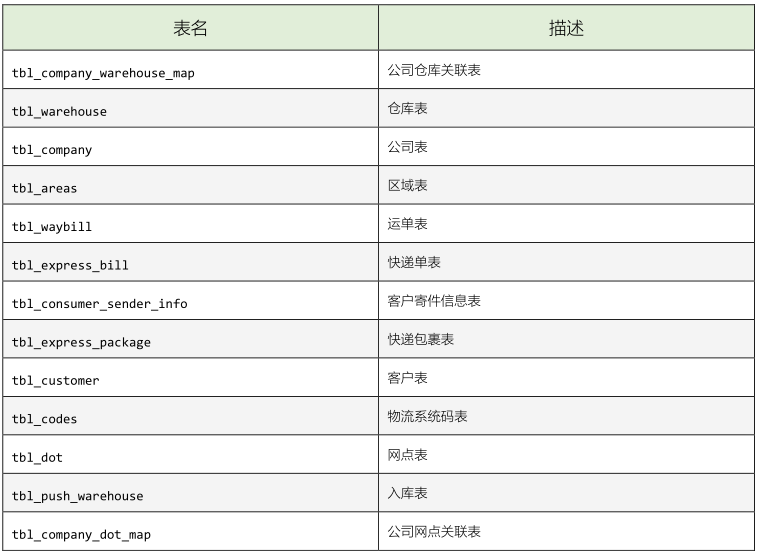 表名 描述
tbl_company_warehouse_map 公司仓库关联表
tbl_warehouse 仓库表
tbl_company 公司表
tbl_areas 区域表
tbl_waybill 运单表
tbl_express_bill 快递单表
tbl_consumer_sender_info 客户寄件信息表
tbl_express_package 快递包裹表
tbl_customer 客户表
tbl_codes 物流系统码表
tbl_dot 网点表
tbl_push_warehouse 入库表
tbl_company_dot_map 公司网点关联表